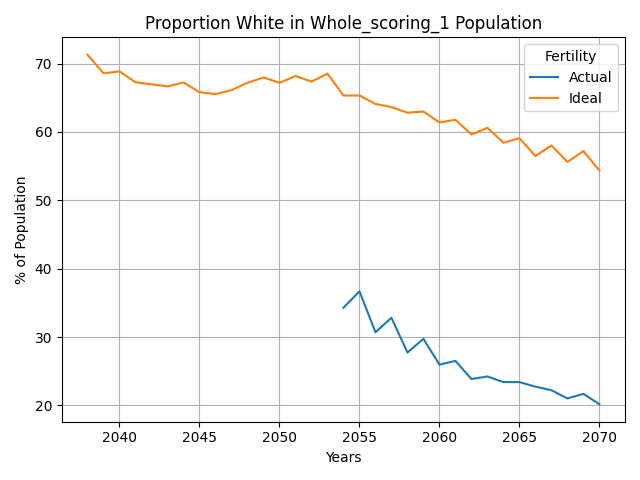 Proportion White in Whole_scoring_1 Population
Fertility
Actual
Ideal
% of Population
70
60
50
40
30
20
2040
2045
2050
2055
2060
2065
2070
Years